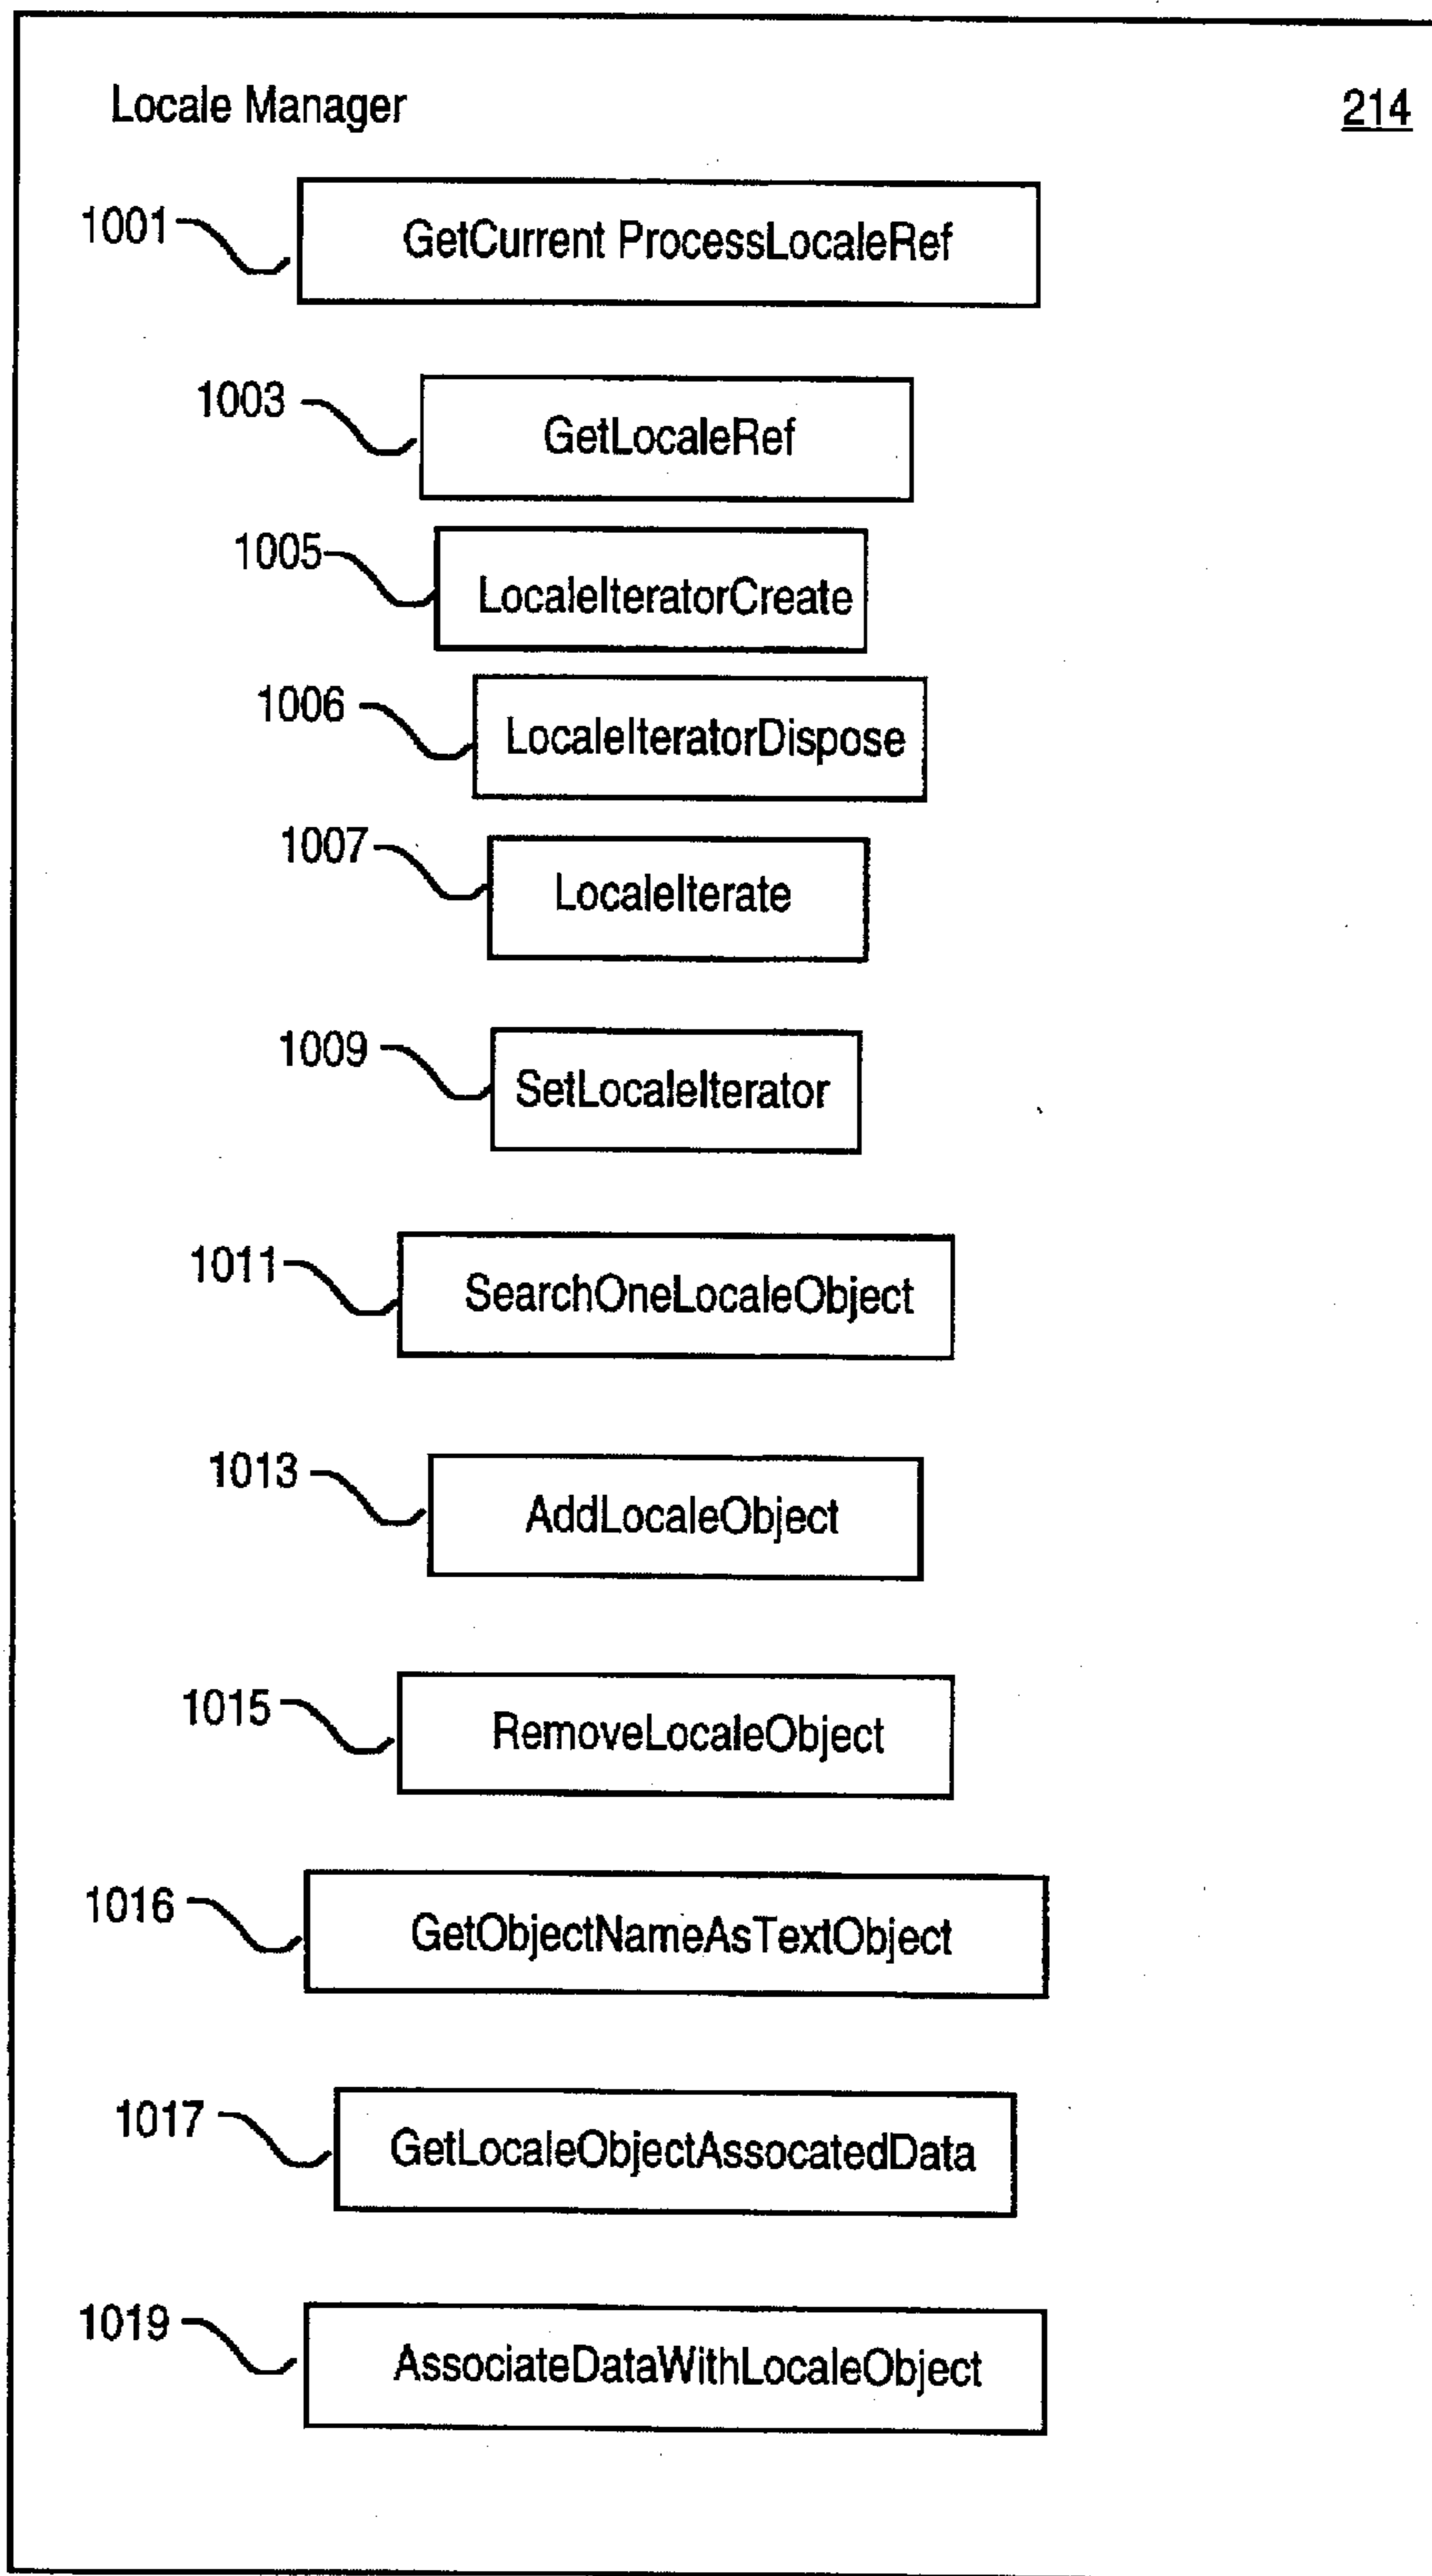 Locale Manager 214
1001 GetCurrent ProcessLocaleRef
1003 GetLocaleRef
1005 LocaleIteratorCreate
1006 LocaleIteratorDispose
1007 LocaleIterate
1009 SetLocaleIterator
1011 SearchOneLocaleObject
1013 AddLocaleObject
1015 RemoveLocaleObject
1016 GetObjectNameAsTextObject
1017 GetLocaleObjectAssocatedData
1019 AssociateDataWithLocaleObject